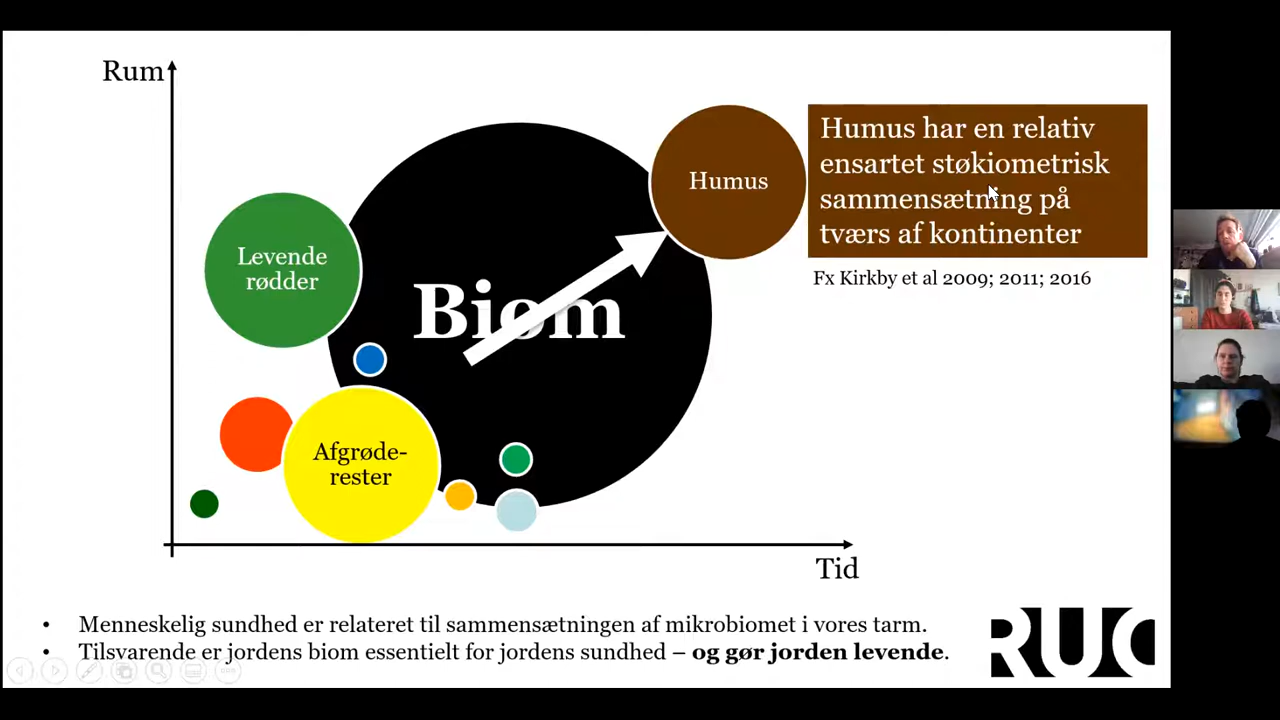 Rum
Humus har en relativ
ensartet støkiometrisk
sammensætning på
tværs af kontinenter
Humus
Levende
rødder
Fx Kirkby et al 2009; 2011; 2016
Biom
Afgrøde-
rester
Tid
• Menneskelig sundhed er relateret til sammensætningen af mikrobiomet i vores tarm.
• Tilsvarende er jordens biom essentielt for jordens sundhed – og gør jorden levende.
RUC